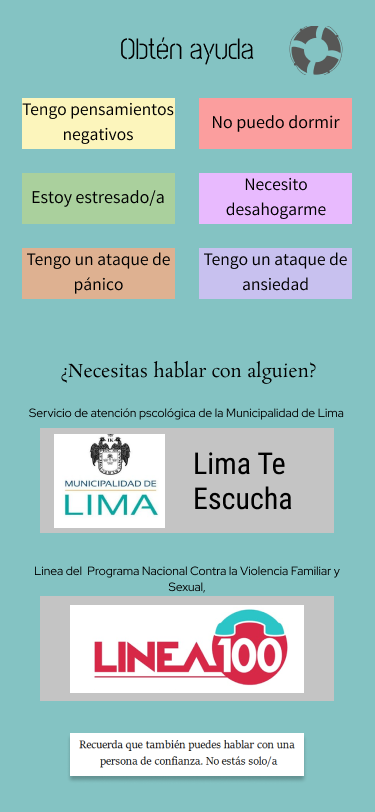 Obtén ayuda
Tengo pensamientos
negativos
No puedo dormir
Estoy estresado/a
Necesito
desahogarme
Tengo un ataque de
pánico
Tengo un ataque de
ansiedad
¿Necesitas hablar con alguien?
Servicio de atención pscológica de la Municipalidad de Lima
MUNICIPALIDAD DE
LIMA
Lima Te
Escucha
Linea del Programa Nacional Contra la Violencia Familiar y
Sexual,
LINEA 100
Recuerda que también puedes hablar con una
persona de confianza. No estás solo/a